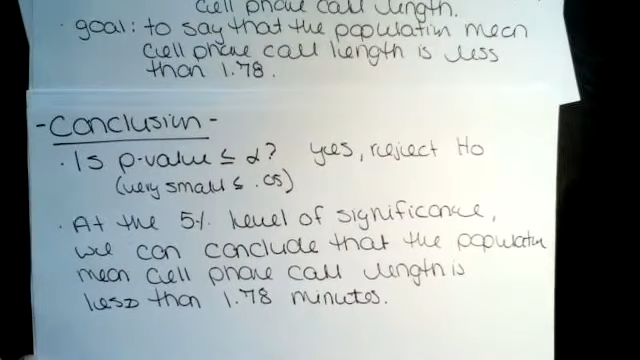 cell phone call length.
· goal: to say that the population mean
cell phone call length is less
than 1.78.
- Conclusion -
· Is p-value ≤ α? yes, reject Ho
(very small ≤ .05)
· At the 5% level of significance,
we can conclude that the population
mean cell phone call length is
less than 1.78 minutes.